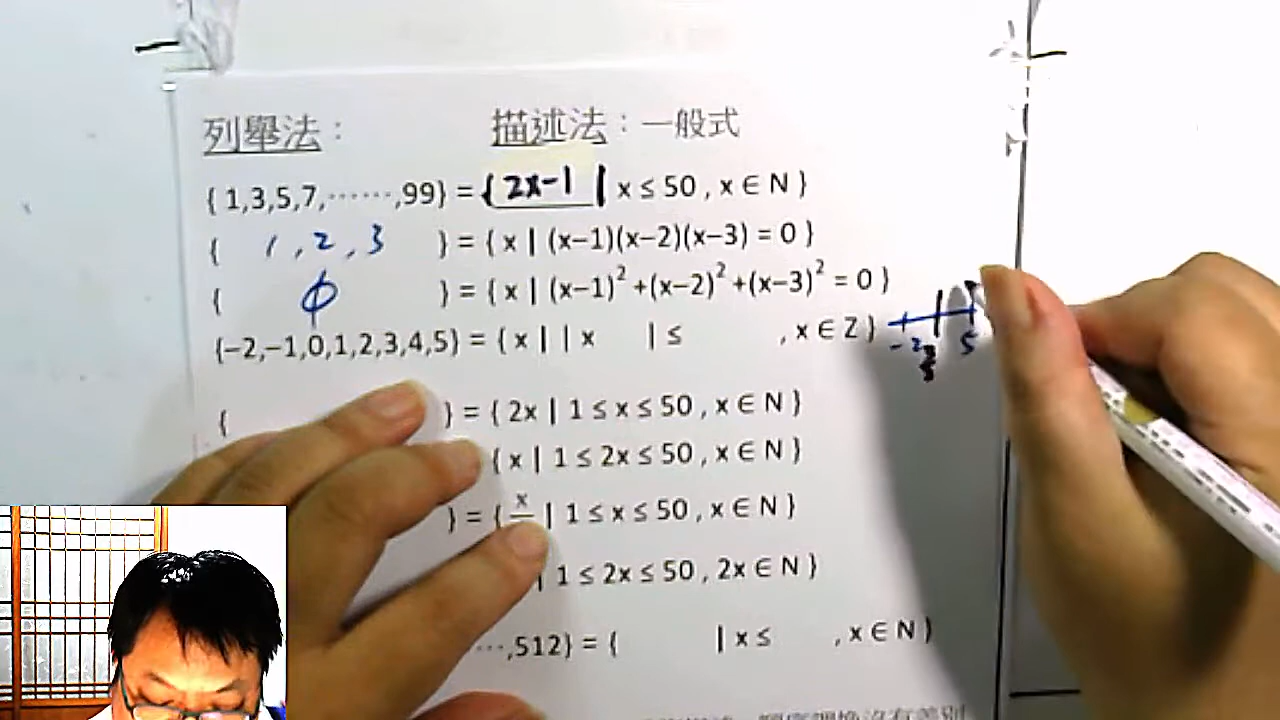 列舉法： 描述法：一般式
{ 1,3,5,7,⋯⋯,99} = { 2x-1 | x ≤ 50 , x ∈ N }
{ 1 , 2 , 3 } = { x | (x−1)(x−2)(x−3) = 0 }
{ ϕ } = { x | (x−1)² +(x−2)² +(x−3)² = 0 }
{−2,−1,0,1,2,3,4,5} = { x | | x | ≤ , x ∈ Z }
-2 5
{ } = { 2x | 1 ≤ x ≤ 50 , x ∈ N }
{ x | 1 ≤ 2x ≤ 50 , x ∈ N }
} = { x | 1 ≤ x ≤ 50 , x ∈ N }
| 1 ≤ 2x ≤ 50 , 2x ∈ N }
⋯,512} = { | x ≤ , x ∈ N }